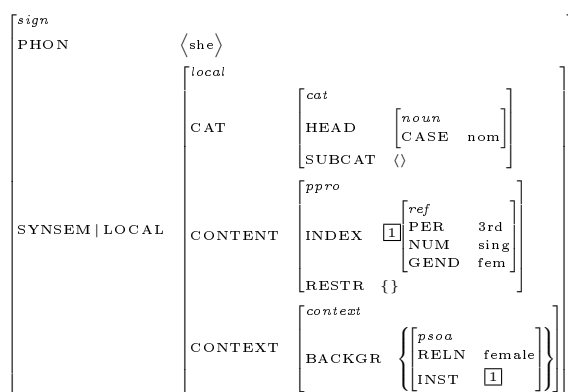 sign
PHON ⟨she⟩
local
cat
CAT HEAD noun
CASE nom
SUBCAT ⟨⟩
ppro
SYNSEM | LOCAL CONTENT INDEX 1 ref
PER 3rd
NUM sing
GEND fem
RESTR {}
context
CONTEXT BACKGR { psoa
RELN female
INST 1 }